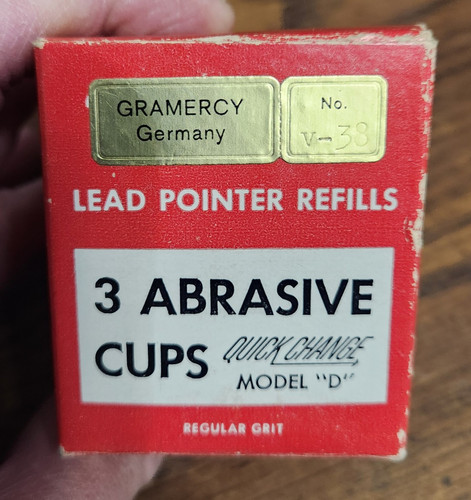 GRAMERCY
Germany
No.
V-38
LEAD POINTER REFILLS
3 ABRASIVE
CUPS QUICK CHANGE
MODEL "D"
REGULAR GRIT